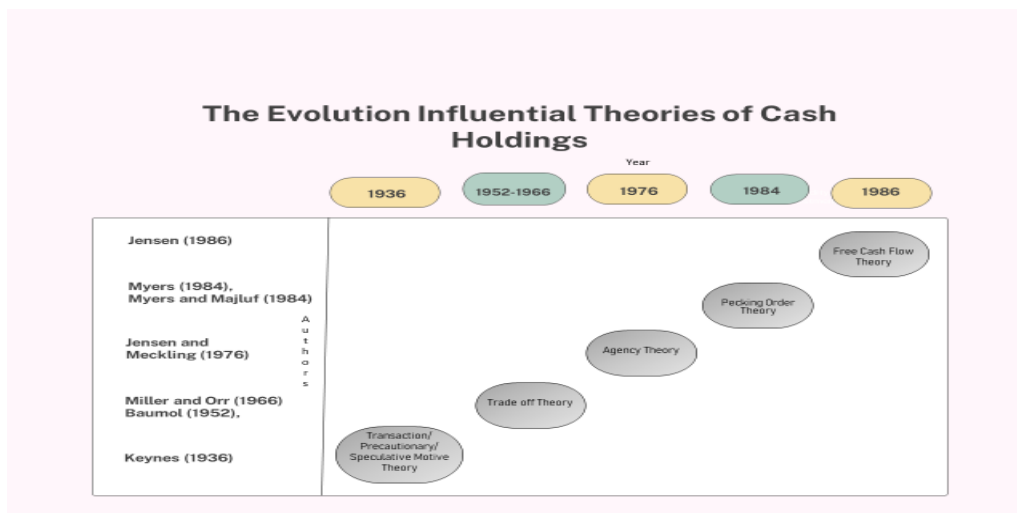 The Evolution Influential Theories of Cash
Holdings
Year
1936
1952-1966
1976
1984
1986
Jensen (1986)
Free Cash Flow
Theory
Myers (1984),
Myers and Majluf (1984)
Pecking Order
Theory
Authors
Jensen and
Meckling (1976)
Agency Theory
Miller and Orr (1966)
Baumol (1952),
Trade off Theory
Keynes (1936)
Transaction/
Precautionary/
Speculative Motive
Theory